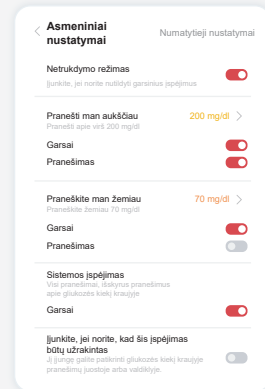 Asmeniniai
nustatymai
Numatytieji nustatymai
Netrukdymo režimas
Įjunkite, jei norite nutildyti garsinius įspėjimus
Pranešti man aukščiau
200 mg/dl
Pranešti apie virš 200 mg/dl
Garsai
Pranešimas
Praneškite man žemiau
70 mg/dl
Praneškite žemiau 70 mg/dl
Garsai
Pranešimas
Sistemos įspėjimas
Visi pranešimai, išskyrus pranešimus
apie gliukozės kiekį kraujyje
Garsai
Įjunkite, jei norite, kad šis įspėjimas
būtų užrakintas
Jį įjungę galite patikrinti gliukozės kiekį kraujyje
pranešimų juostoje arba valdiklyje.